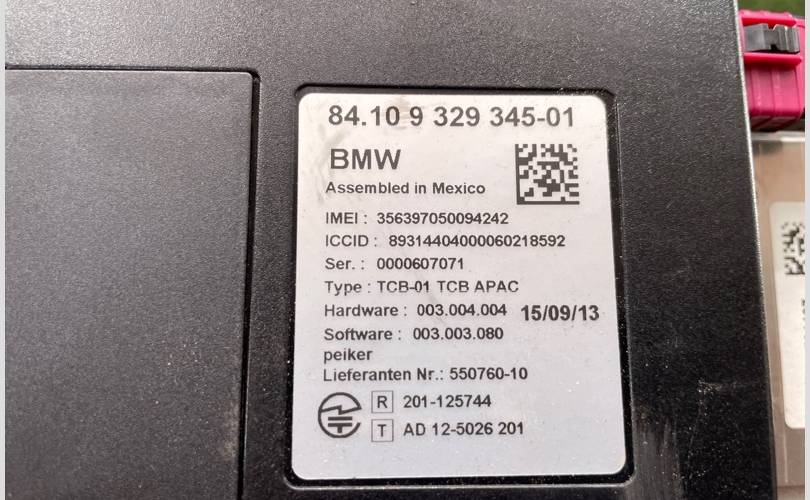 84.10 9 329 345-01
BMW
Assembled in Mexico
IMEI : 356397050094242
ICCID : 89314404000060218592
Ser. : 0000607071
Type : TCB-01 TCB APAC
Hardware : 003.004.004 15/09/13
Software : 003.003.080
peiker
Lieferanten Nr.: 550760-10
R 201-125744
T AD 12-5026 201